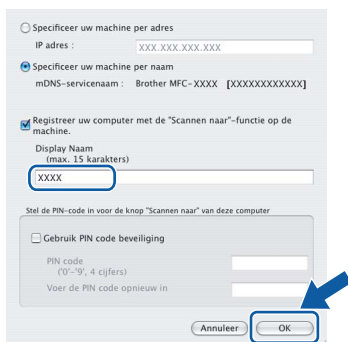 Specificeer uw machine per adres
IP adres : XXX.XXX.XXX.XXX
Specificeer uw machine per naam
mDNS-servicenaam : Brother MFC-XXXX [XXXXXXXXXXXX]
Registreer uw computer met de "Scannen naar"-functie op de
machine.
Display Naam
(max. 15 karakters)
XXXX
Stel de PIN-code in voor de knop "Scannen naar" van deze computer
Gebruik PIN code beveiliging
PIN code
('0'-'9', 4 cijfers)
Voer de PIN code opnieuw in
Annuleer OK